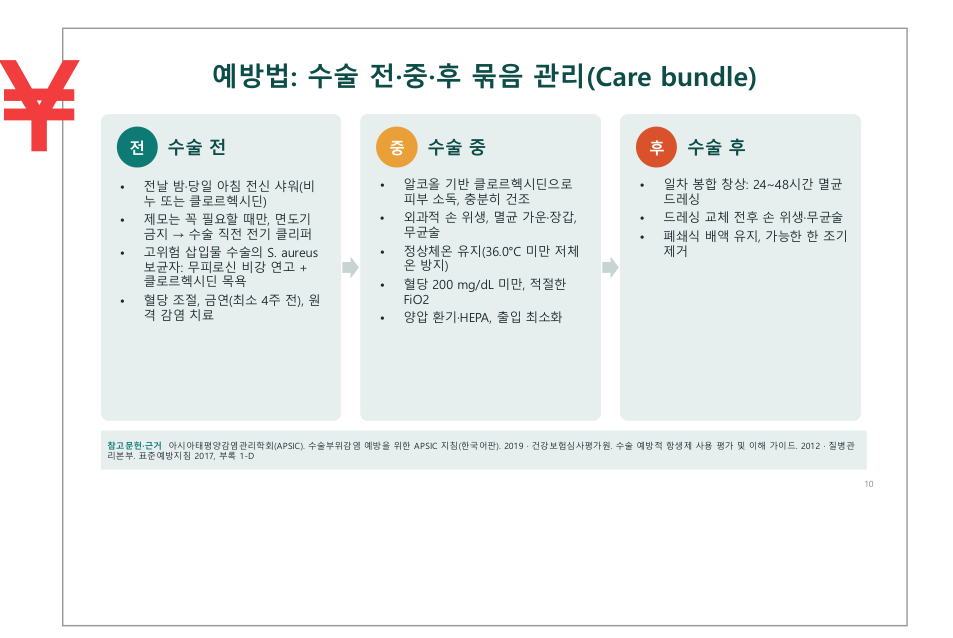 ¥
예방법: 수술 전·중·후 묶음 관리(Care bundle)
전 수술 전
• 전날 밤·당일 아침 전신 샤워(비
누 또는 클로르헥시딘)
• 제모는 꼭 필요할 때만, 면도기
금지 → 수술 직전 전기 클리퍼
• 고위험 삽입물 수술의 S. aureus
보균자: 무피로신 비강 연고 +
클로르헥시딘 목욕
• 혈당 조절, 금연(최소 4주 전), 원
격 감염 치료
중 수술 중
• 알코올 기반 클로르헥시딘으로
피부 소독, 충분히 건조
• 외과적 손 위생, 멸균 가운·장갑,
무균술
• 정상체온 유지(36.0°C 미만 저체
온 방지)
• 혈당 200 mg/dL 미만, 적절한
FiO2
• 양압 환기·HEPA, 출입 최소화
후 수술 후
• 일차 봉합 창상: 24~48시간 멸균
드레싱
• 드레싱 교체 전후 손 위생·무균술
• 폐쇄식 배액 유지, 가능한 한 조기
제거
참고문헌·근거 아시아태평양감염관리학회(APSIC). 수술부위감염 예방을 위한 APSIC 지침(한국어판). 2019 · 건강보험심사평가원. 수술 예방적 항생제 사용 평가 및 이해 가이드. 2012 · 질병관
리본부. 표준예방지침 2017, 부록 1-D
10